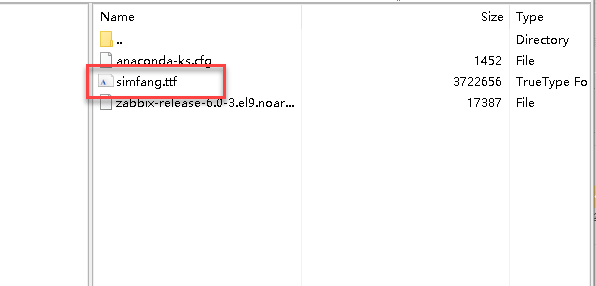 Name Size Type
.. Directory
anaconda-ks.cfg 1452 File
simfang.ttf 3722656 TrueType Fo
zabbix-release-6.0-3.el9.noar... 17387 File